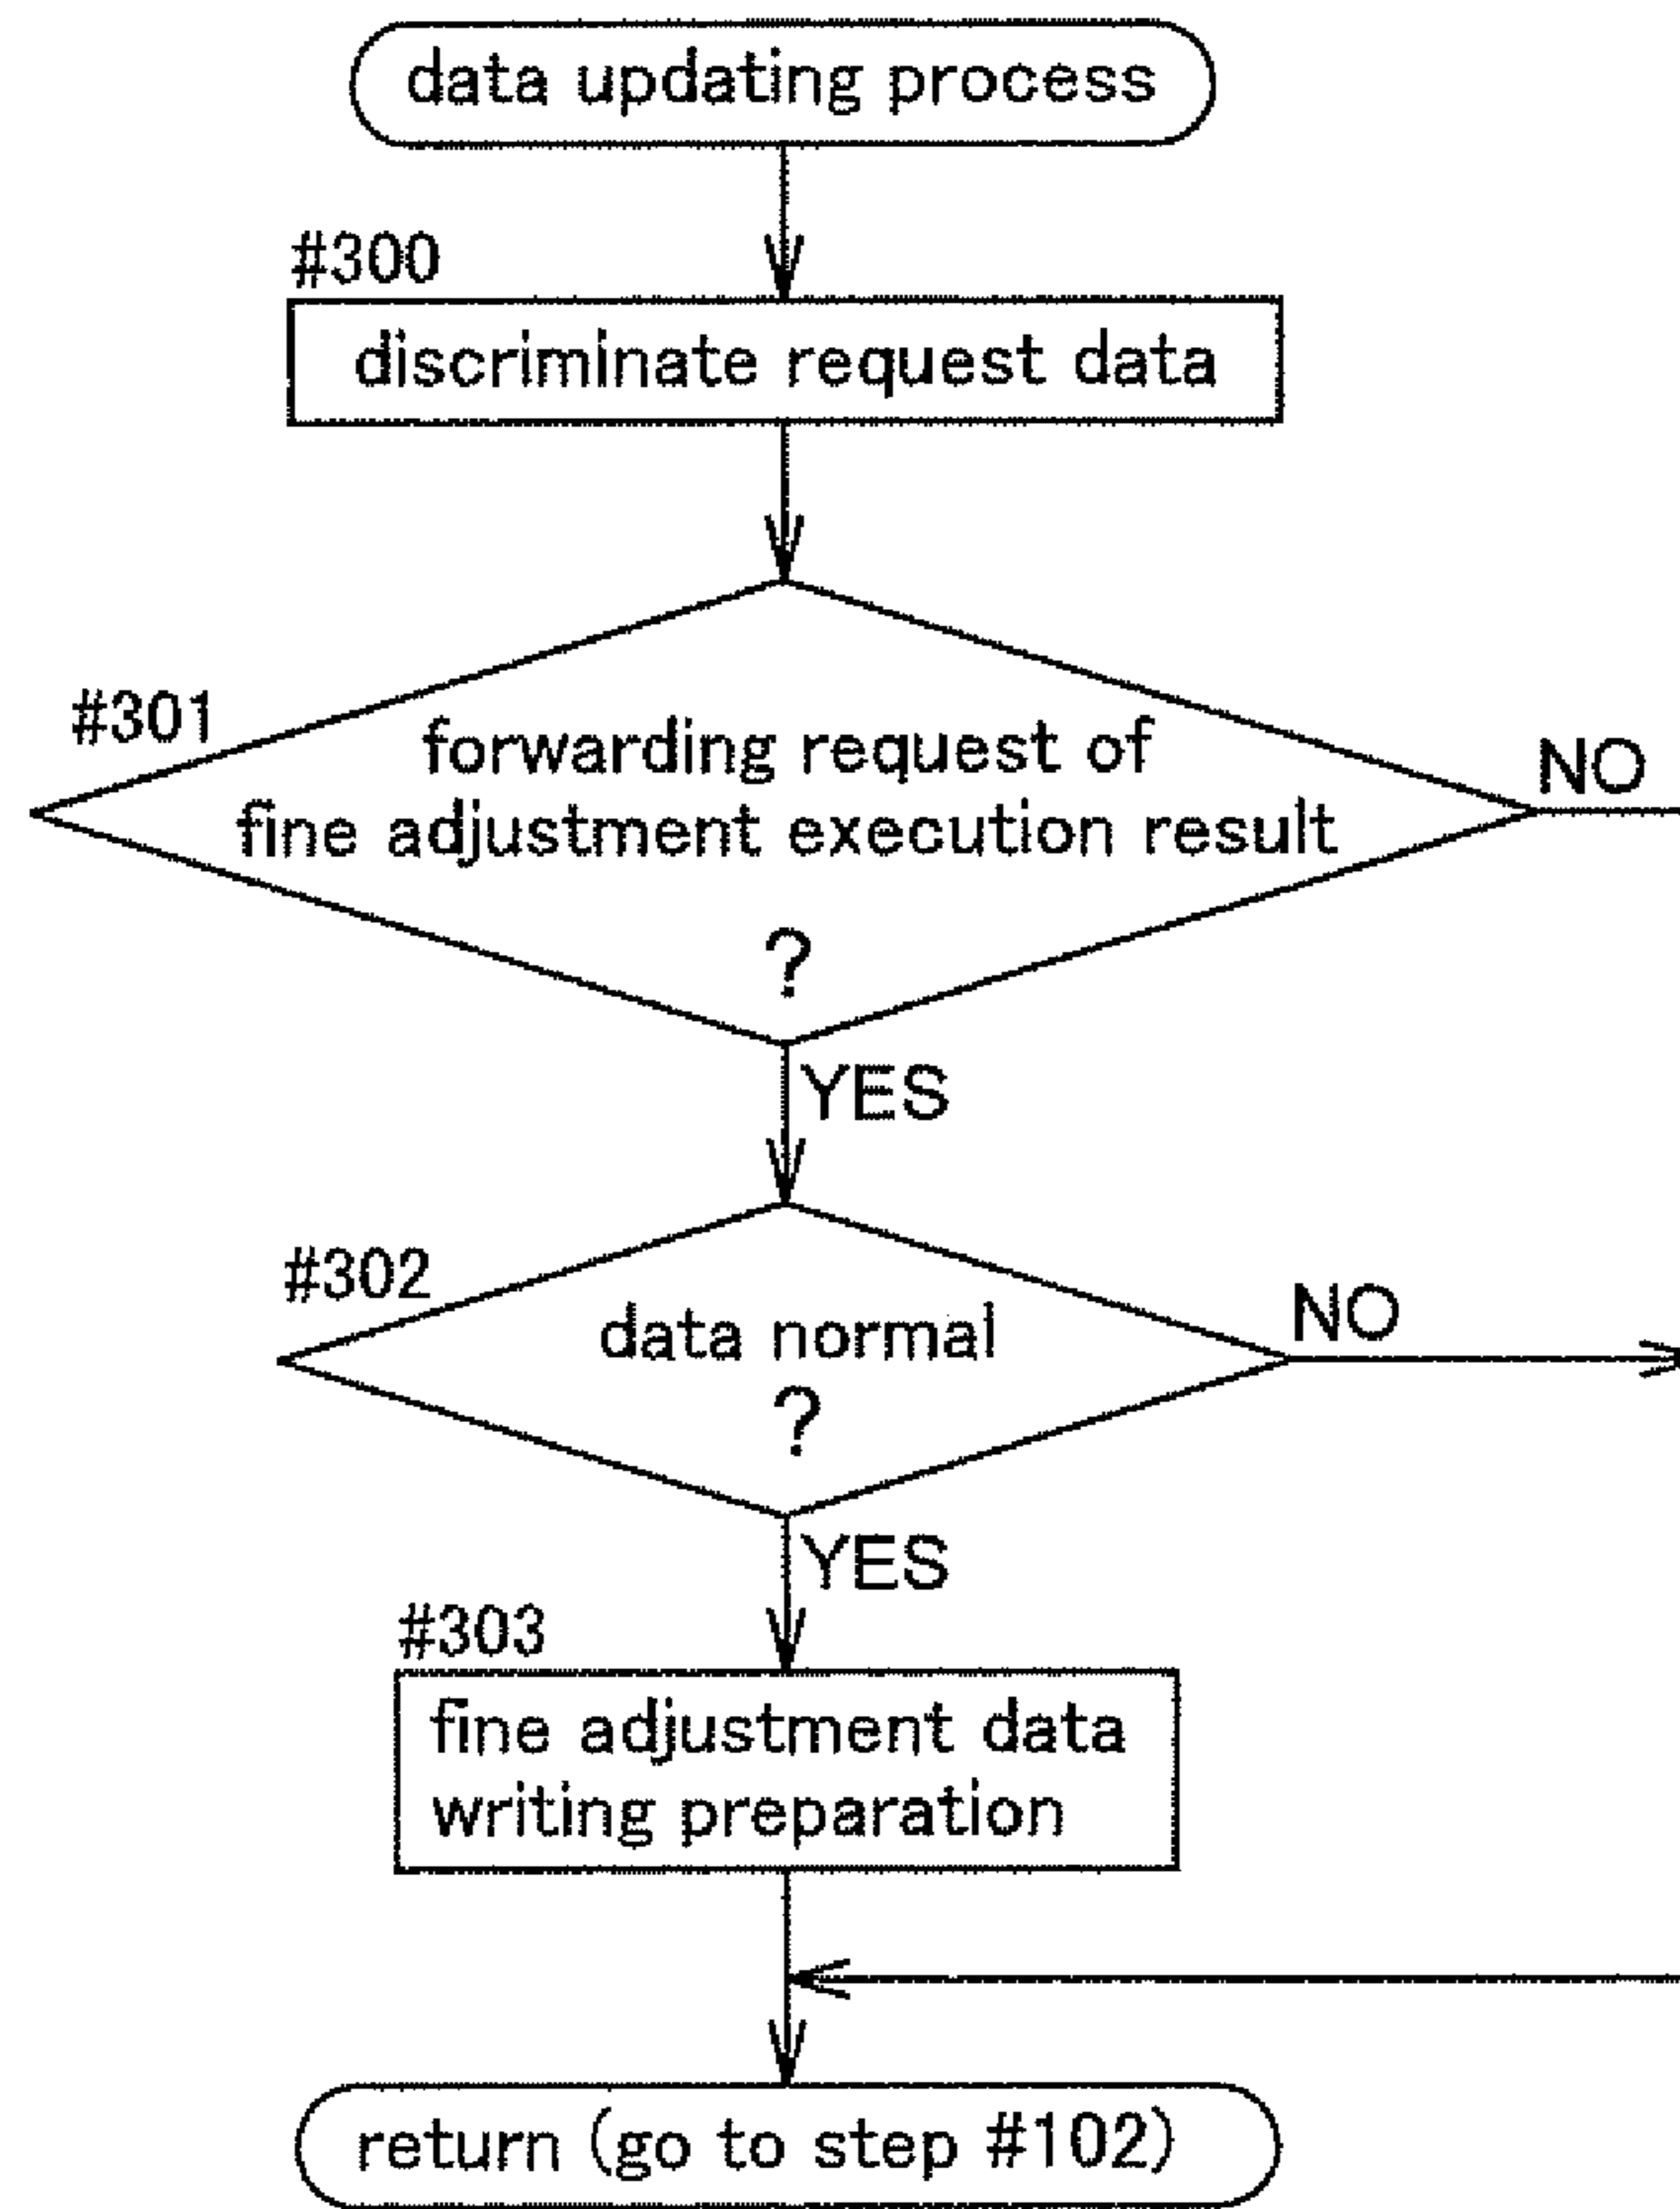 data updating process
#300
discriminate request data
#301
forwarding request of
fine adjustment execution result
?
NO
YES
#302
data normal
?
NO
YES
#303
fine adjustment data
writing preparation
return (go to step #102)